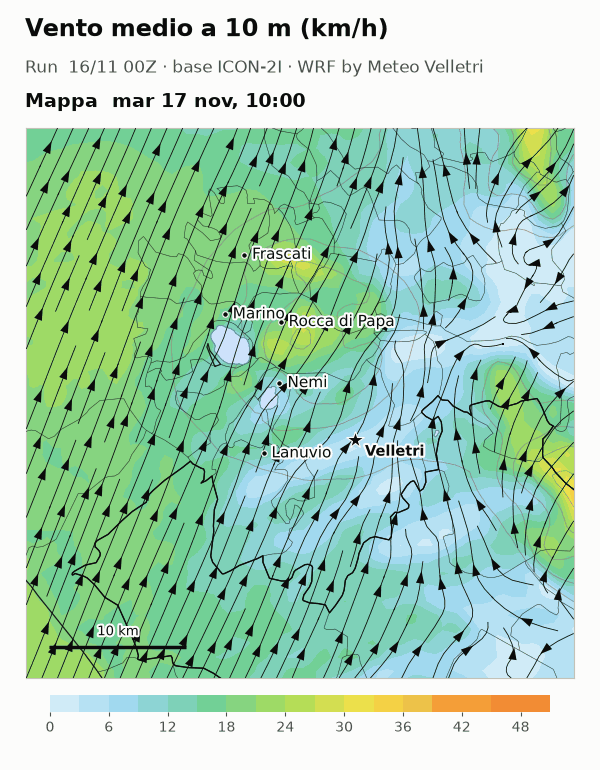 Vento medio a 10 m (km/h)
Run  16/11 00Z · base ICON-2I · WRF by Meteo Velletri
Mappa  mar 17 nov, 10:00
Frascati
Marino
Rocca di Papa
Nemi
Lanuvio
Velletri
10 km
0 6 12 18 24 30 36 42 48